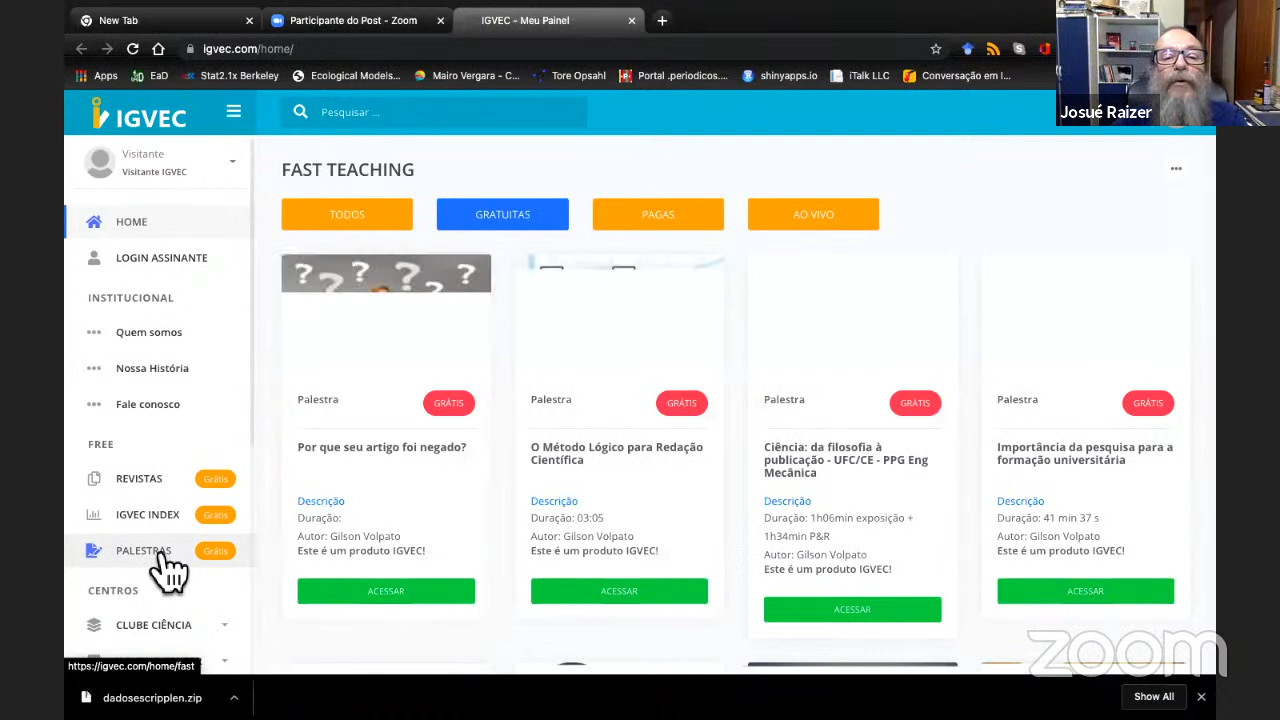 New Tab
Participante do Post - Zoom
IGVEC - Meu Painel
igvec.com/home/
Apps
EaD
Stat2.1x Berkeley
Ecological Models...
Mairo Vergara - C...
Tore Opsahl
Portal .periodicos...
shinyapps.io
iTalk LLC
Conversação em I...
Josué Raizer
IGVEC
Pesquisar ...
Visitante
Visitante IGVEC
HOME
LOGIN ASSINANTE
INSTITUCIONAL
Quem somos
Nossa História
Fale conosco
FREE
REVISTAS
Grátis
IGVEC INDEX
Grátis
PALESTRAS
Grátis
CENTROS
CLUBE CIÊNCIA
FAST TEACHING
TODOS
GRATUITAS
PAGAS
AO VIVO
? ? ? ? ?
Palestra
GRÁTIS
Por que seu artigo foi negado?
Descrição
Duração:
Autor: Gilson Volpato
Este é um produto IGVEC!
ACESSAR
Palestra
GRÁTIS
O Método Lógico para Redação
Científica
Descrição
Duração: 03:05
Autor: Gilson Volpato
Este é um produto IGVEC!
ACESSAR
Palestra
GRÁTIS
Ciência: da filosofia à
publicação - UFC/CE - PPG Eng
Mecânica
Descrição
Duração: 1h06min exposição +
1h34min P&R
Autor: Gilson Volpato
Este é um produto IGVEC!
ACESSAR
Palestra
GRÁTIS
Importância da pesquisa para a
formação universitária
Descrição
Duração: 41 min 37 s
Autor: Gilson Volpato
Este é um produto IGVEC!
ACESSAR
zoom
https://igvec.com/home/fast
dadosescripplen.zip
Show All